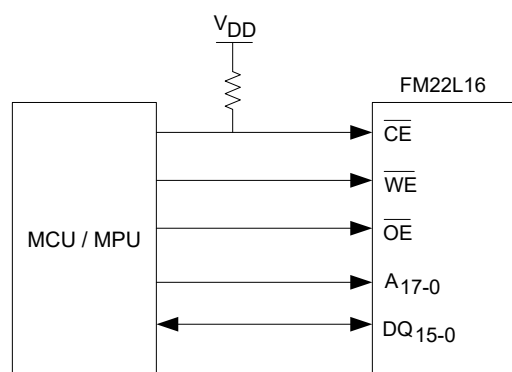 VDD
FM22L16
MCU / MPU
CE
WE
OE
A17-0
DQ15-0